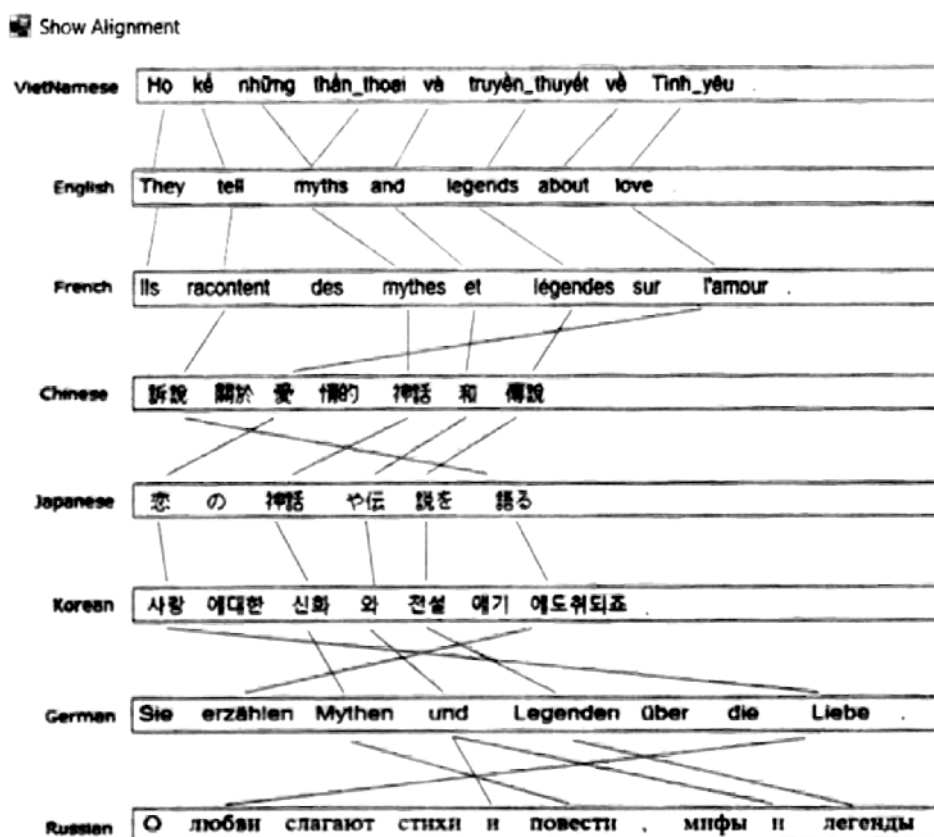 Show Alignment
VietNamese Họ kể những thần_thoại và truyền_thuyết về Tình_yêu .
English They tell myths and legends about love .
French Ils racontent des mythes et légendes sur l'amour .
Chinese 訴說 關於 愛 情的 神話 和 傳說
Japanese 恋 の 神話 や伝 説を 語る
Korean 사랑 에대한 신화 와 전설 얘기 에도취되죠 .
German Sie erzählen Mythen und Legenden über die Liebe .
Russian О любви слагают стихи и повести , мифы и легенды